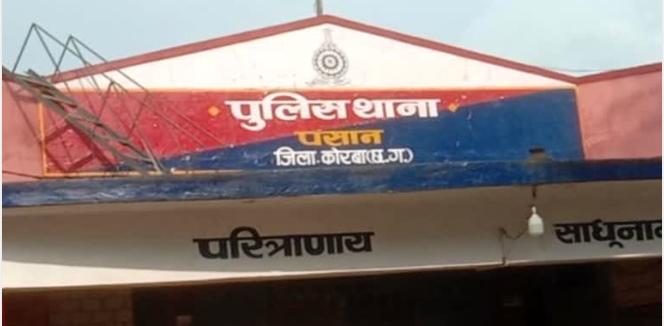 पुलिस थाना
पसान
जिला.कोरबा(छ.ग.)
परित्राणाय साधूना